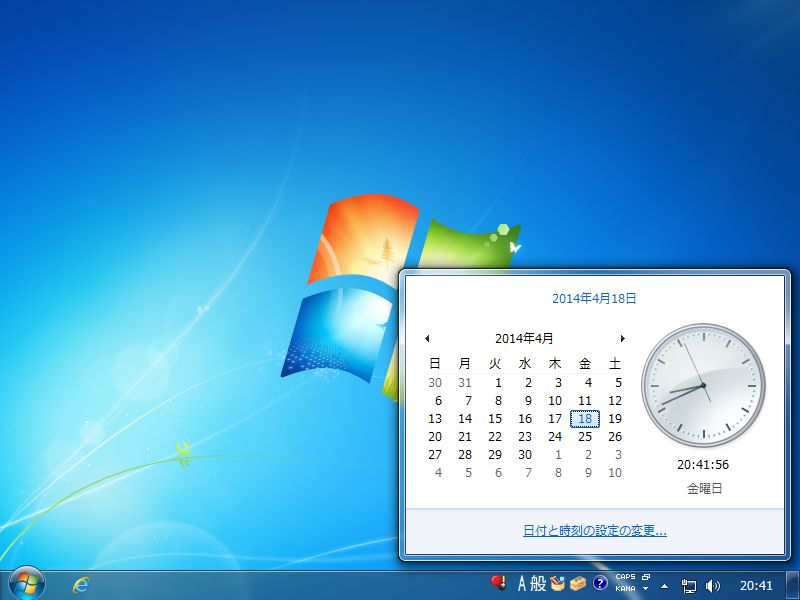 2014年4月18日
2014年4月
日 月 火 水 木 金 土
30 31 1 2 3 4 5
6 7 8 9 10 11 12
13 14 15 16 17 18 19
20 21 22 23 24 25 26
27 28 29 30 1 2 3
4 5 6 7 8 9 10
20:41:56
金曜日
日付と時刻の設定の変更...
A 般 ? CAPS
KANA
20:41